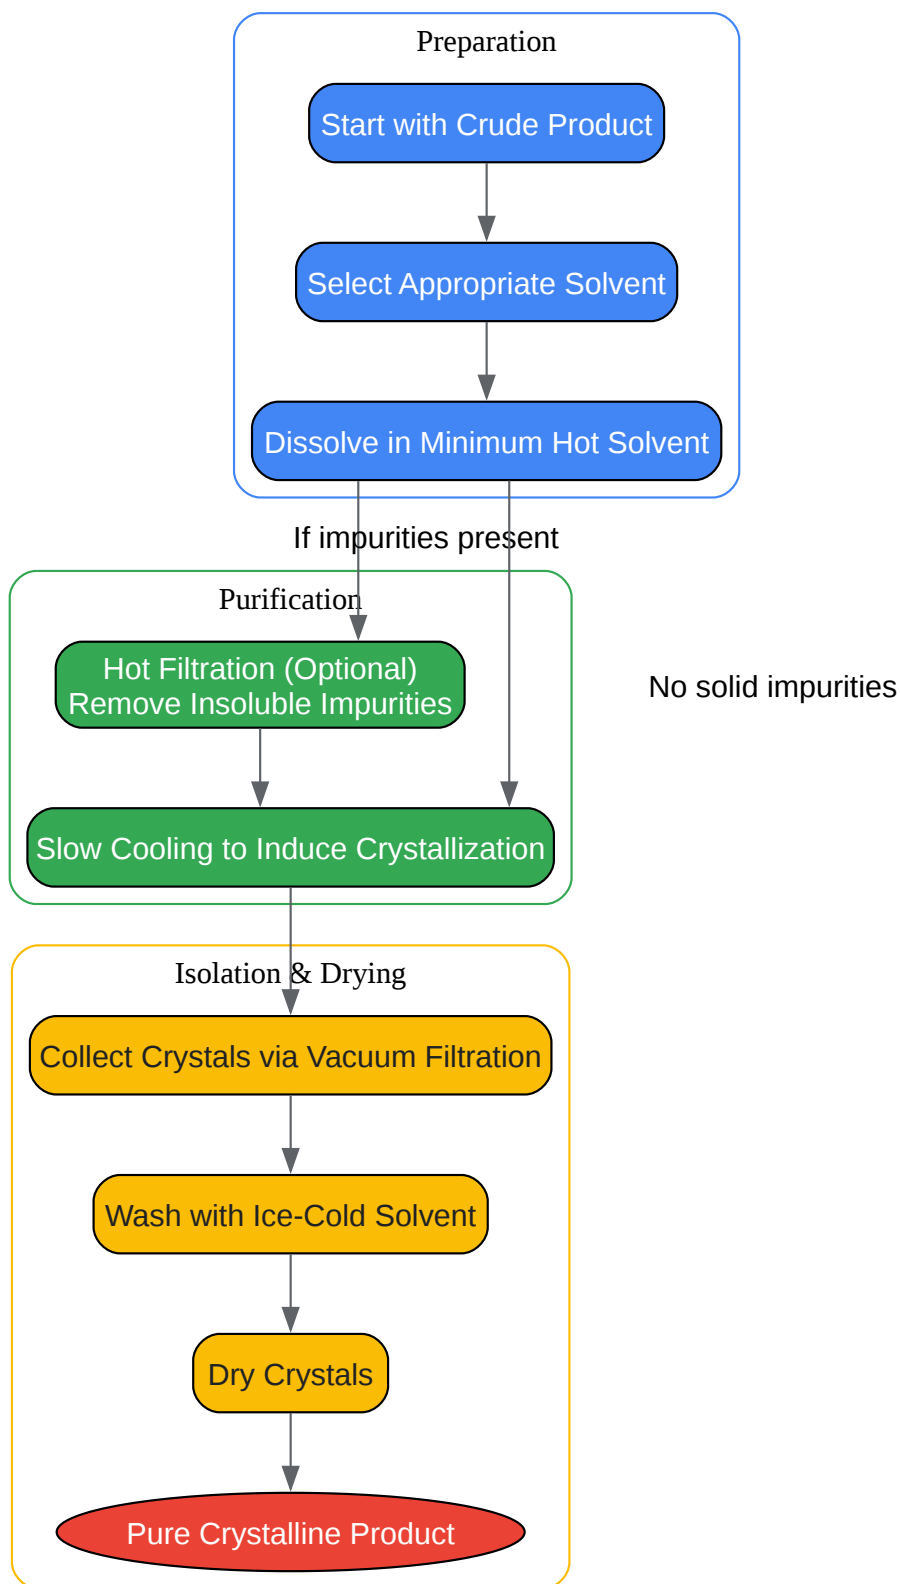 Preparation
Start with Crude Product
Select Appropriate Solvent
Dissolve in Minimum Hot Solvent
If impurities present
Purification
Hot Filtration (Optional)
Remove Insoluble Impurities
No solid impurities
Slow Cooling to Induce Crystallization
Isolation & Drying
Collect Crystals via Vacuum Filtration
Wash with Ice-Cold Solvent
Dry Crystals
Pure Crystalline Product